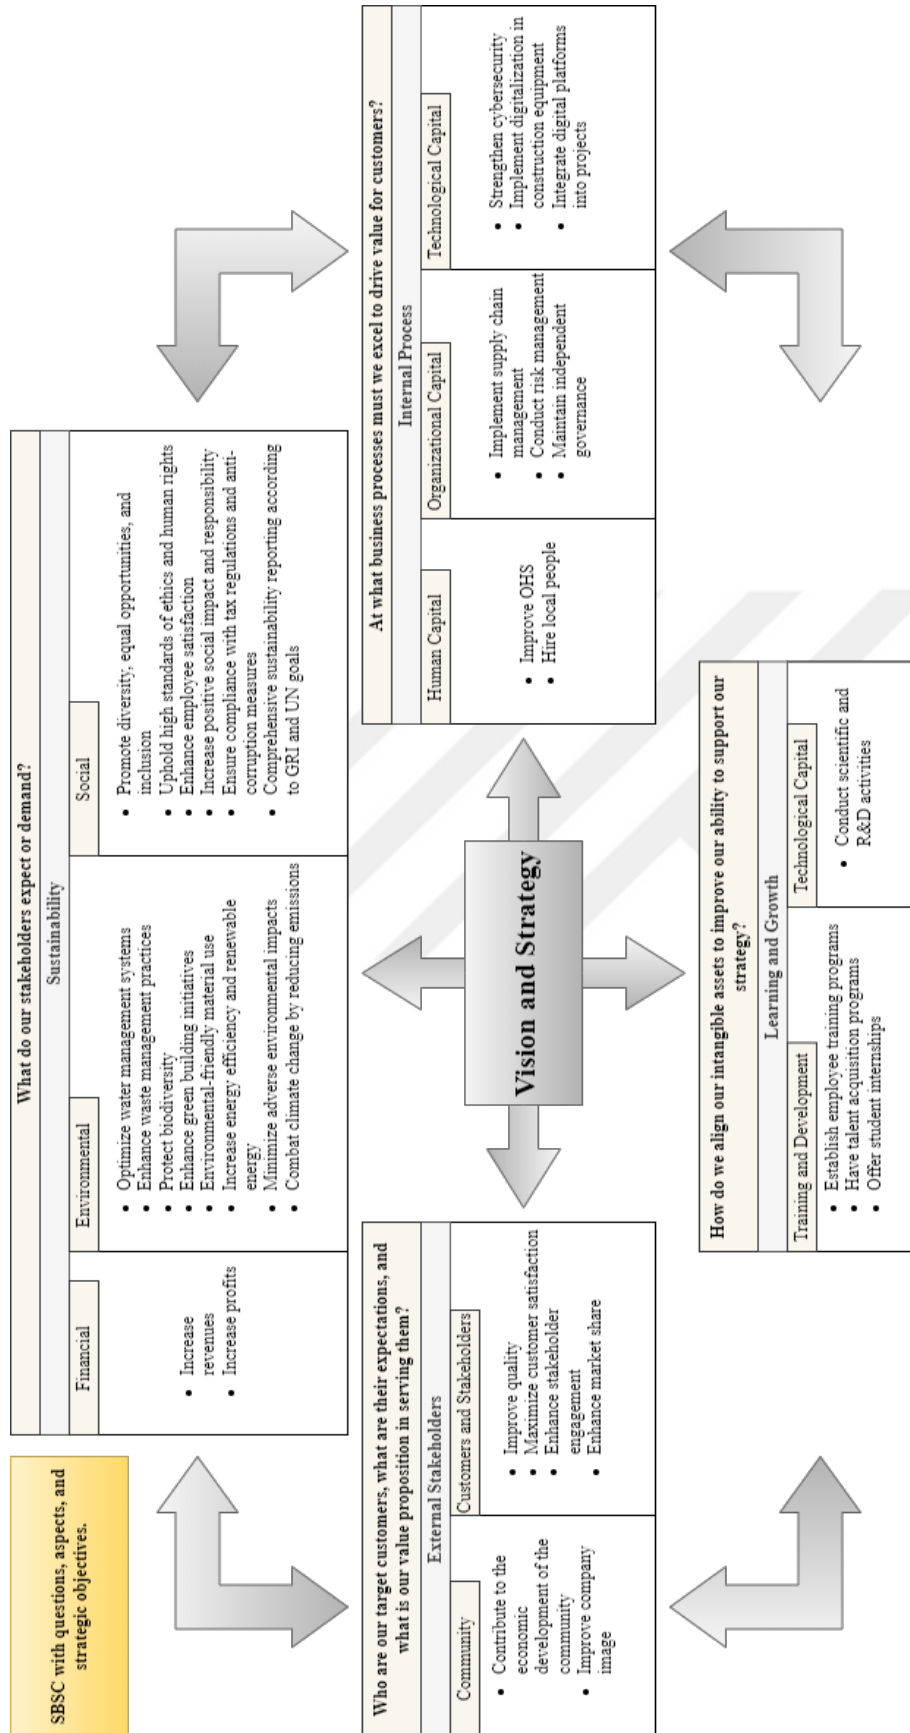 SBSC with questions, aspects, and
strategic objectives.
What do our stakeholders expect or demand?
Sustainability
Financial
• Increase
revenues
• Increase profits
Environmental
• Optimize water management systems
• Enhance waste management practices
• Protect biodiversity
• Enhance green building initiatives
• Environmental-friendly material use
• Increase energy efficiency and renewable
energy
• Minimize adverse environmental impacts
• Combat climate change by reducing emissions
Social
• Promote diversity, equal opportunities, and
inclusion
• Uphold high standards of ethics and human rights
• Enhance employee satisfaction
• Increase positive social impact and responsibility
• Ensure compliance with tax regulations and anti-
corruption measures
• Comprehensive sustainability reporting according
to GRI and UN goals
Who are our target customers, what are their expectations, and
what is our value proposition in serving them?
External Stakeholders
Community
• Contribute to the
economic
development of the
community
• Improve company
image
Customers and Stakeholders
• Improve quality
• Maximize customer satisfaction
• Enhance stakeholder
engagement
• Enhance market share
Vision and Strategy
At what business processes must we excel to drive value for customers?
Internal Process
Human Capital
• Improve OHS
• Hire local people
Organizational Capital
• Implement supply chain
management
• Conduct risk management
• Maintain independent
governance
Technological Capital
• Strengthen cybersecurity
• Implement digitalization in
construction equipment
• Integrate digital platforms
into projects
How do we align our intangible assets to improve our ability to support our
strategy?
Learning and Growth
Training and Development
• Establish employee training programs
• Have talent acquisition programs
• Offer student internships
Technological Capital
• Conduct scientific and
R&D activities